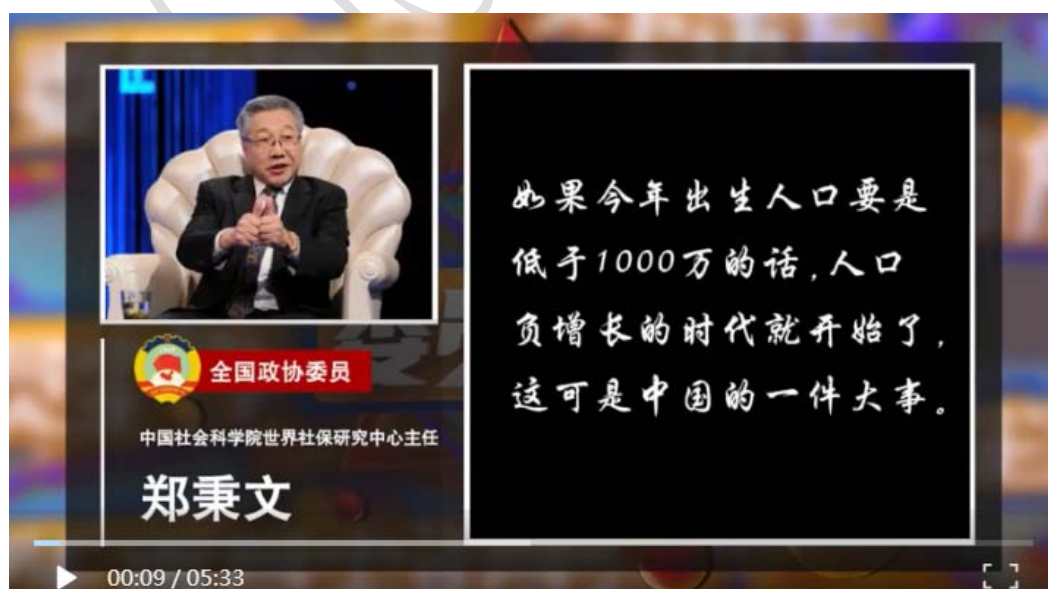 如果今年出生人口要是
低于1000万的话,人口
负增长的时代就开始了,
这可是中国的一件大事。
全国政协委员
中国社会科学院世界社保研究中心主任
郑秉文
00:09 / 05:33